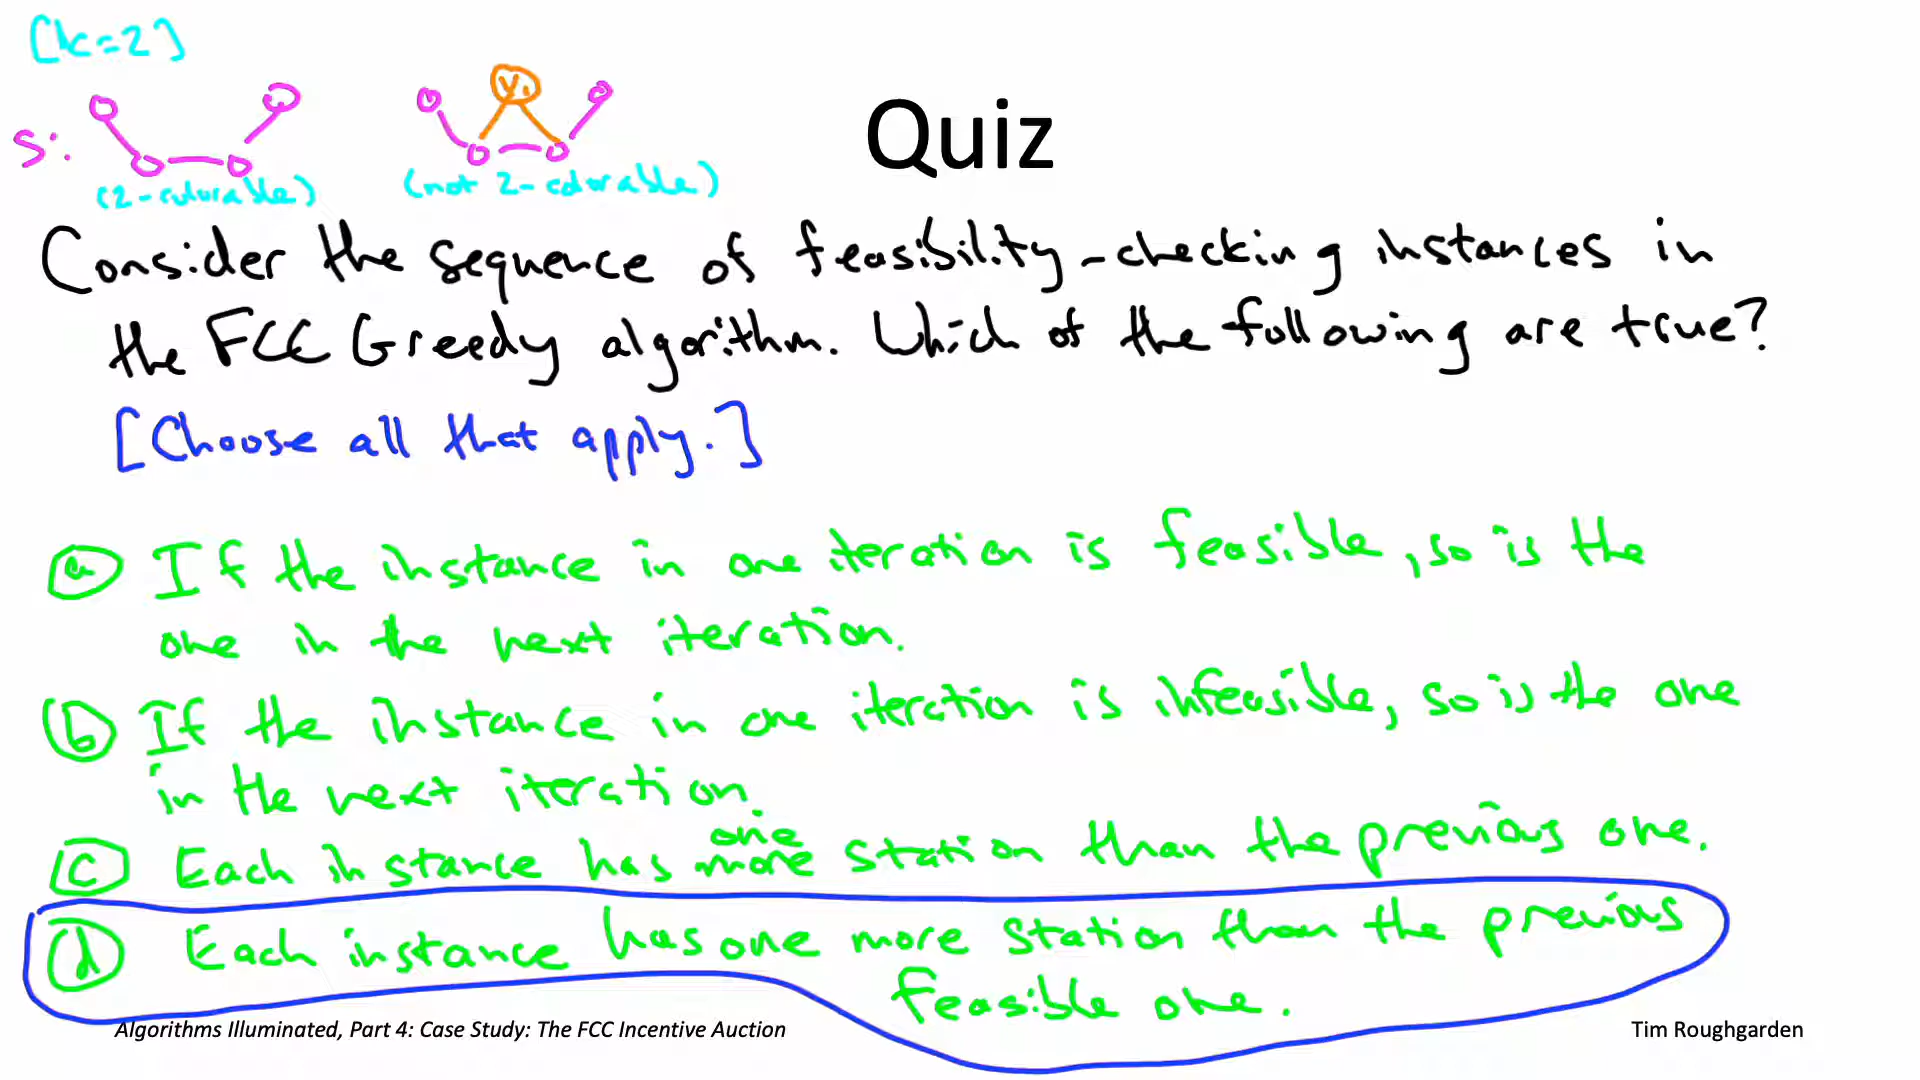 [k=2]
S:
V1
(2-colorable)
(not 2-colorable)
Quiz
Consider the sequence of feasibility-checking instances in
the FCC Greedy algorithm. Which of the following are true?
[Choose all that apply.]
(a) If the instance in one iteration is feasible, so is the
one in the next iteration.
(b) If the instance in one iteration is infeasible, so is the one
in the next iteration.
(c) Each instance has one more station than the previous one.
(d) Each instance has one more station than the previous
feasible one.
Algorithms Illuminated, Part 4: Case Study: The FCC Incentive Auction
Tim Roughgarden